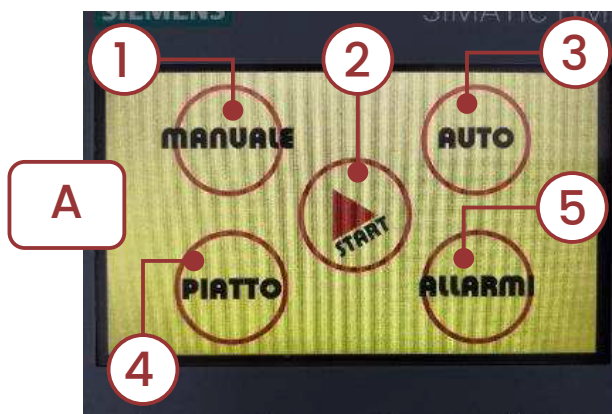 SIEMENS
SIMATIC HMI
1
2
3
MANUALE
AUTO
A
START
5
PIATTO
ALLARMI
4